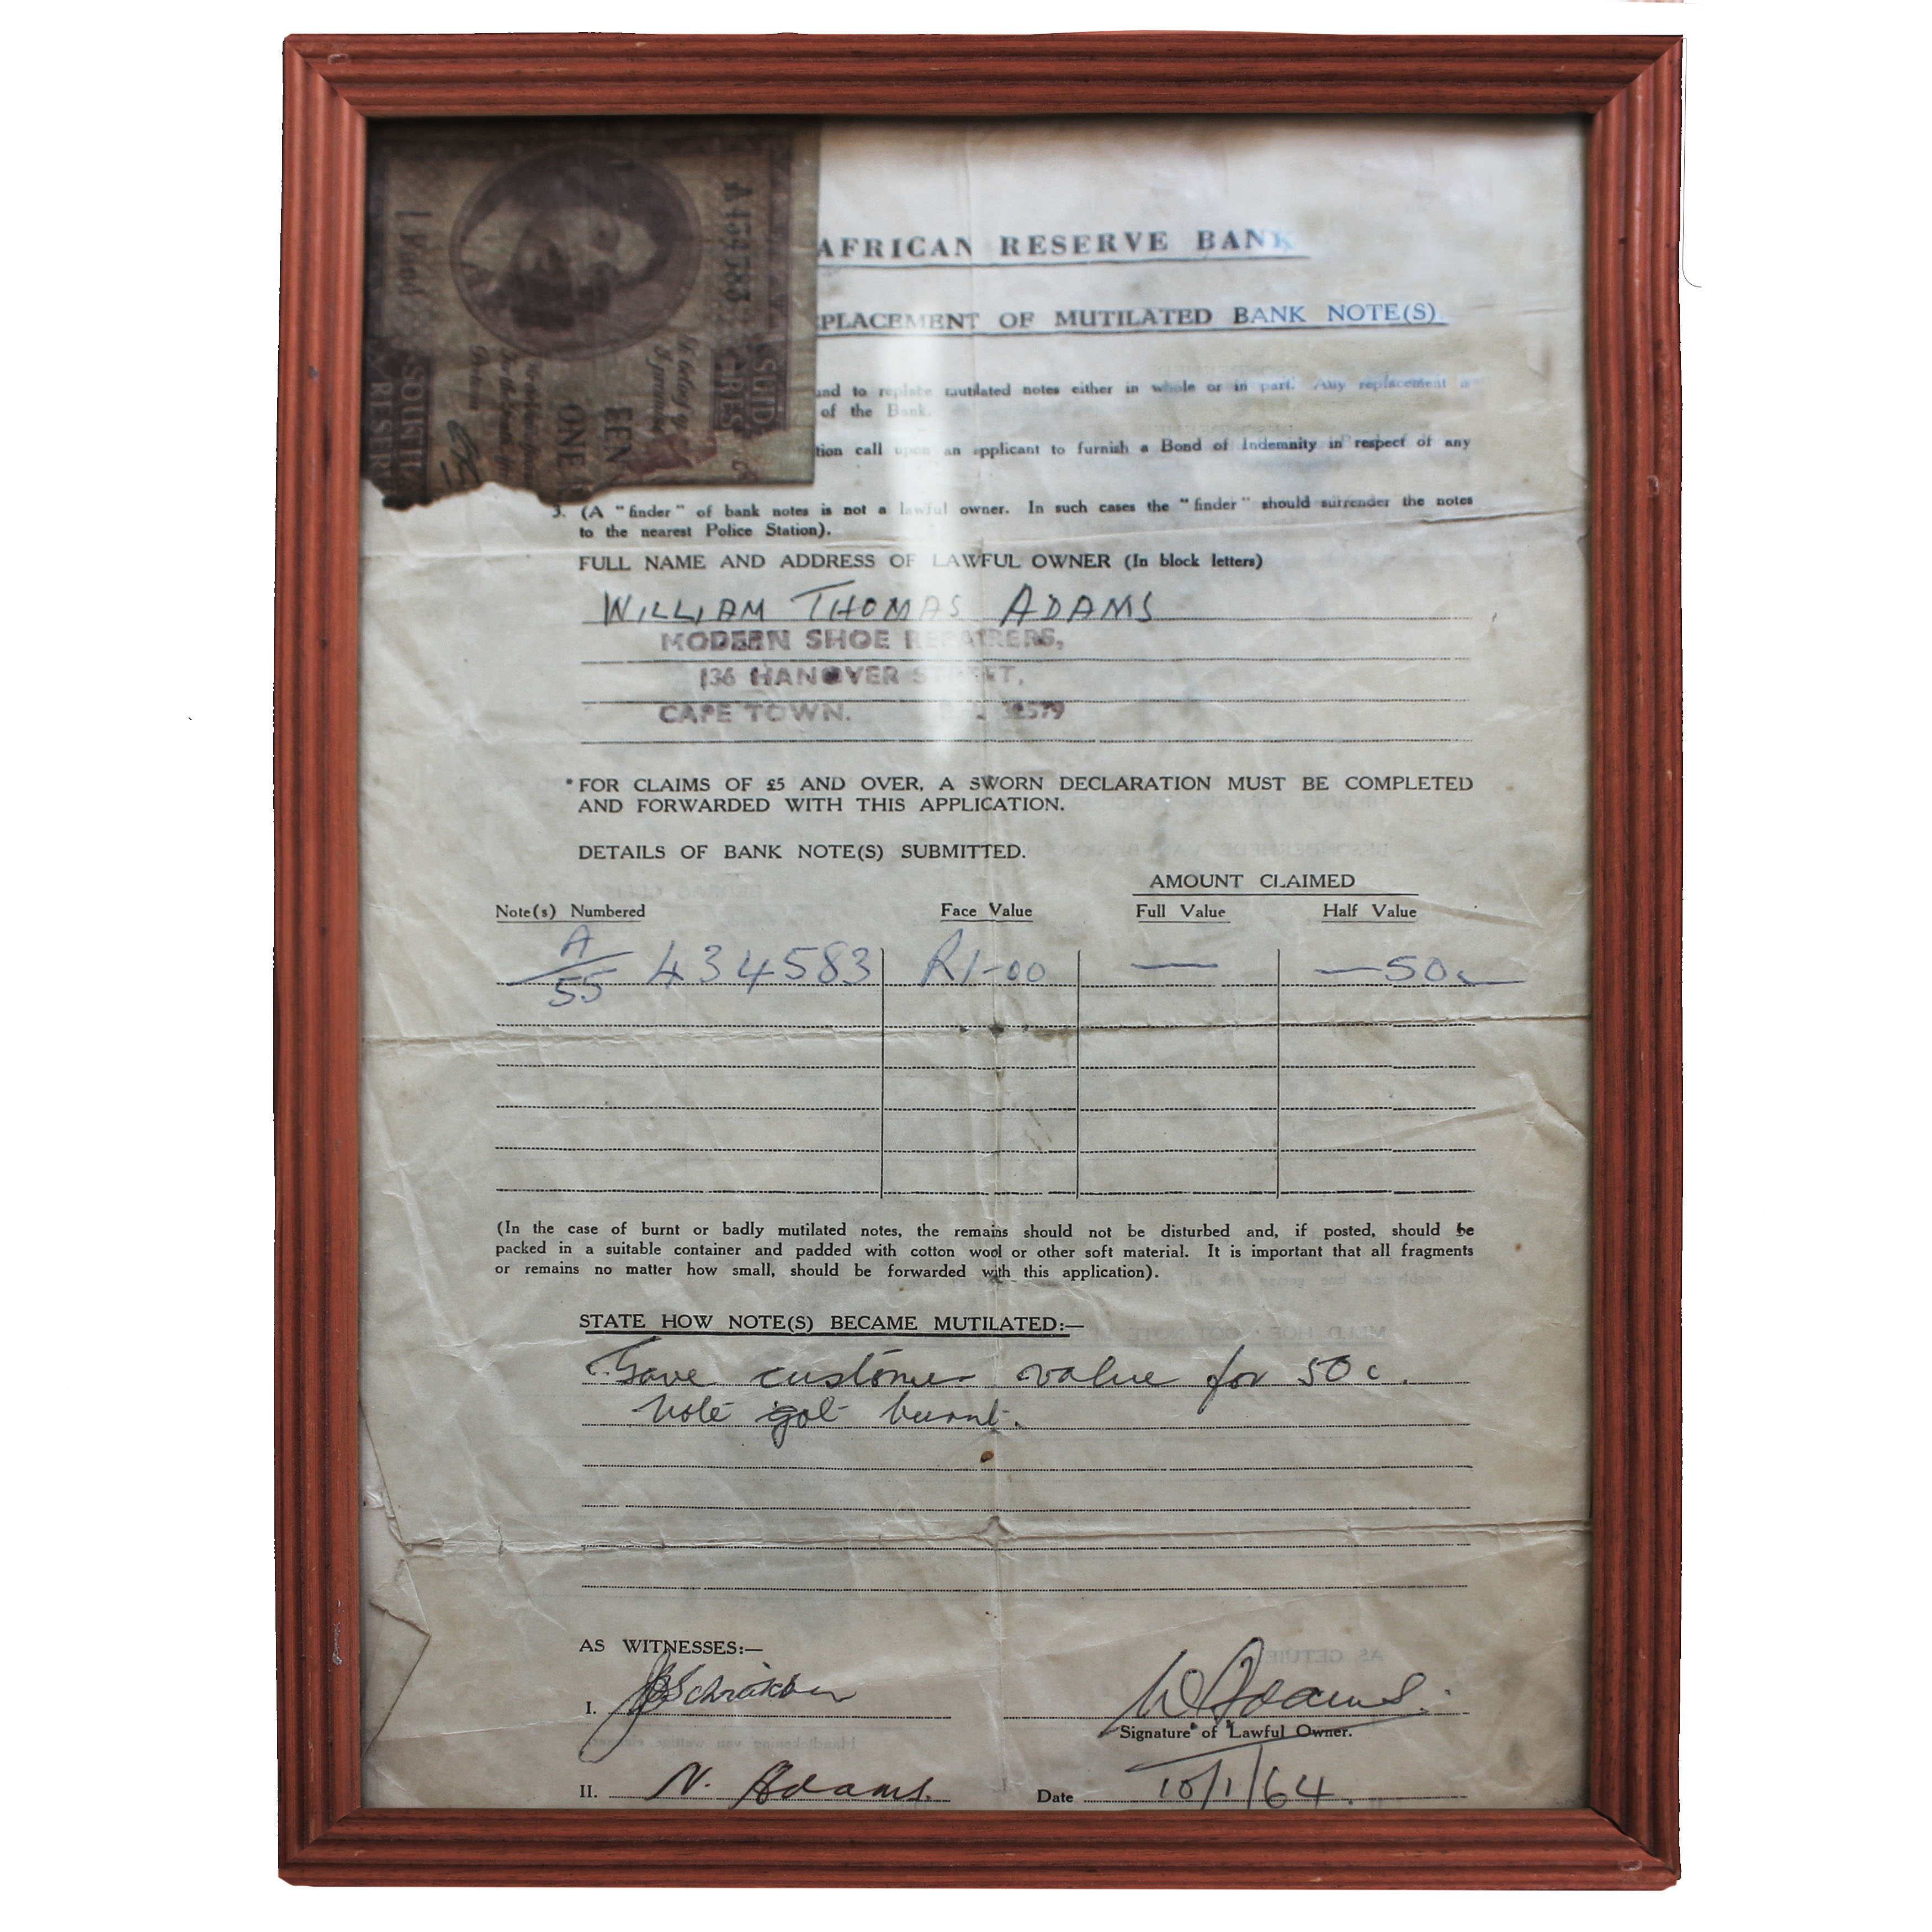 AFRICAN RESERVE BANK
PLACEMENT OF MUTILATED BANK NOTE(S).
und to replace mutilated notes either in whole or in part. Any replacement
of the Bank.
tion call upon an applicant to furnish a Bond of Indemnity in respect of any
3. (A "finder" of bank notes is not a lawful owner. In such cases the "finder" should surrender the notes
to the nearest Police Station).
FULL NAME AND ADDRESS OF LAWFUL OWNER (In block letters)
WILLIAM THOMAS ADAMS
MODERN SHOE REPAIRERS,
136 HANOVER STREET,
CAPE TOWN.
*FOR CLAIMS OF £5 AND OVER, A SWORN DECLARATION MUST BE COMPLETED
AND FORWARDED WITH THIS APPLICATION.
DETAILS OF BANK NOTE(S) SUBMITTED.
AMOUNT CLAIMED
Note(s) Numbered Face Value Full Value Half Value
A/55 434583 R1-00 — —50c
(In the case of burnt or badly mutilated notes, the remains should not be disturbed and, if posted, should be
packed in a suitable container and padded with cotton wool or other soft material. It is important that all fragments
or remains no matter how small, should be forwarded with this application).
STATE HOW NOTE(S) BECAME MUTILATED:—
Gave customer value for 50c.
Note got burnt.
AS WITNESSES:—
I.
W Adams.
Signature of Lawful Owner.
II. N. Adams.
Date 10/1/64.
SUID
EEN
ONE
SOUTH
RESER